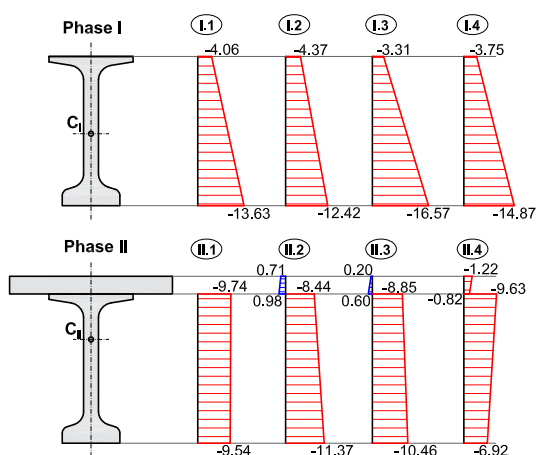 Phase I
I.1
I.2
I.3
I.4
-4.06
-4.37
-3.31
-3.75
CI
-13.63
-12.42
-16.57
-14.87
Phase II
II.1
II.2
II.3
II.4
0.71
0.20
-1.22
-9.74
-8.44
-8.85
-9.63
0.98
0.60
-0.82
CII
-9.54
-11.37
-10.46
-6.92